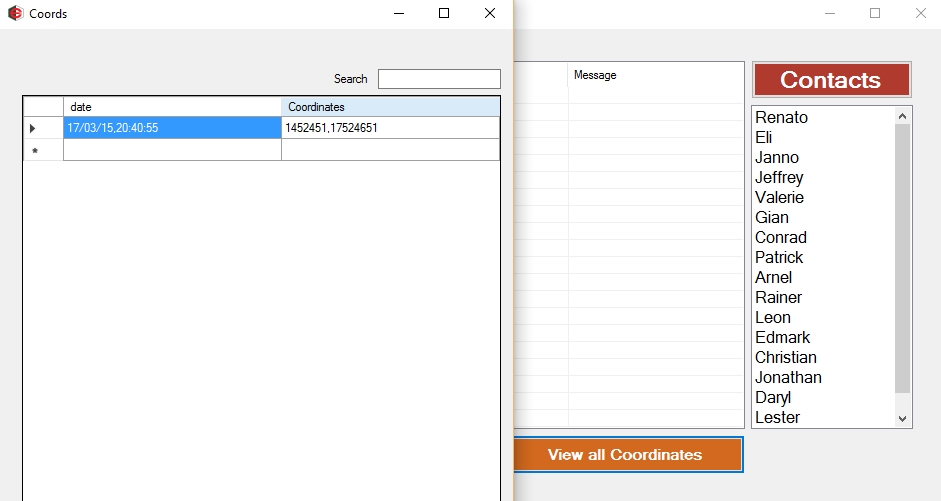 Coords
Search
date Coordinates
17/03/15,20:40:55 1452451,17524651
Message
View all Coordinates
Contacts
Renato
Eli
Janno
Jeffrey
Valerie
Gian
Conrad
Patrick
Arnel
Rainer
Leon
Edmark
Christian
Jonathan
Daryl
Lester